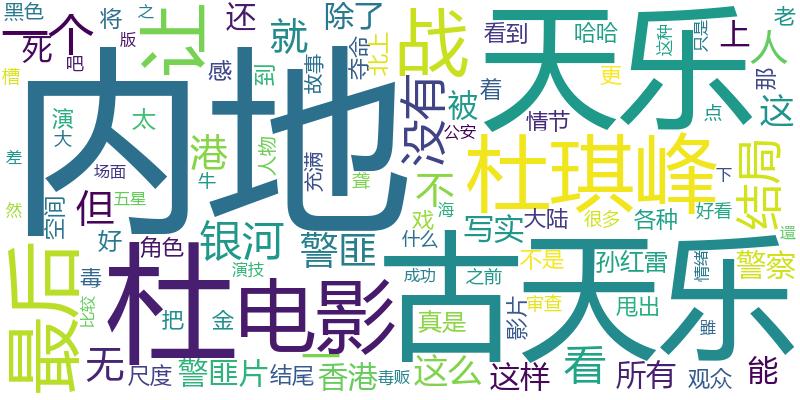 黑色 将 之 还 除了 看到 哈哈 这种 只是 老
一个 版 让 就 战 天乐 上 人
死 吧 感 到 故事 夺命 北上 更 那
槽 内地 没有 被 着 点 这
演 大 太 港 人物 充满 公安 情节
差 场面 牛 聋 不 杜琪峰 下 结局
然 空间 但 五星 戏 海 大陆 很多 各种 好看
好 角色 银河 警匪 什么 写实 還
最后 毒 演技 成功 之前 不是 孙红雷 情绪 警察
杜 电影 古天乐
比较 把 金 真是 影片 审查 甩出 雖
无 尺度 警匪片 结尾 一 香港 毒贩 这么 这样 看 所有 观众 能